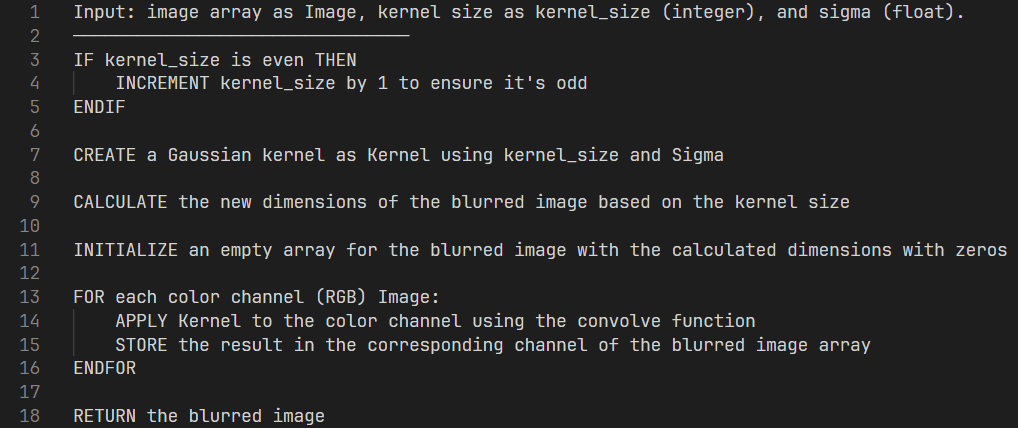 1 Input: image array as Image, kernel size as kernel_size (integer), and sigma (float).
2 ————————————————————————————————
3 IF kernel_size is even THEN
4 INCREMENT kernel_size by 1 to ensure it's odd
5 ENDIF
6
7 CREATE a Gaussian kernel as Kernel using kernel_size and Sigma
8
9 CALCULATE the new dimensions of the blurred image based on the kernel size
10
11 INITIALIZE an empty array for the blurred image with the calculated dimensions with zeros
12
13 FOR each color channel (RGB) Image:
14 APPLY Kernel to the color channel using the convolve function
15 STORE the result in the corresponding channel of the blurred image array
16 ENDFOR
17
18 RETURN the blurred image